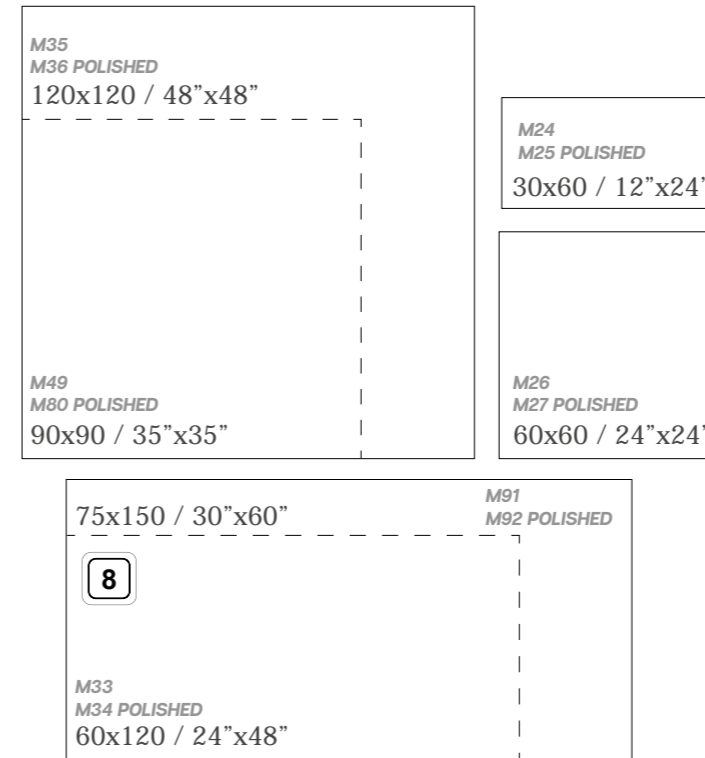 M35
M36 POLISHED
120x120 / 48”x48”
M49
M80 POLISHED
90x90 / 35”x35”
M24
M25 POLISHED
30x60 / 12”x24”
M26
M27 POLISHED
60x60 / 24”x24”
75x150 / 30”x60”
M91
M92 POLISHED
8
M33
M34 POLISHED
60x120 / 24”x48”